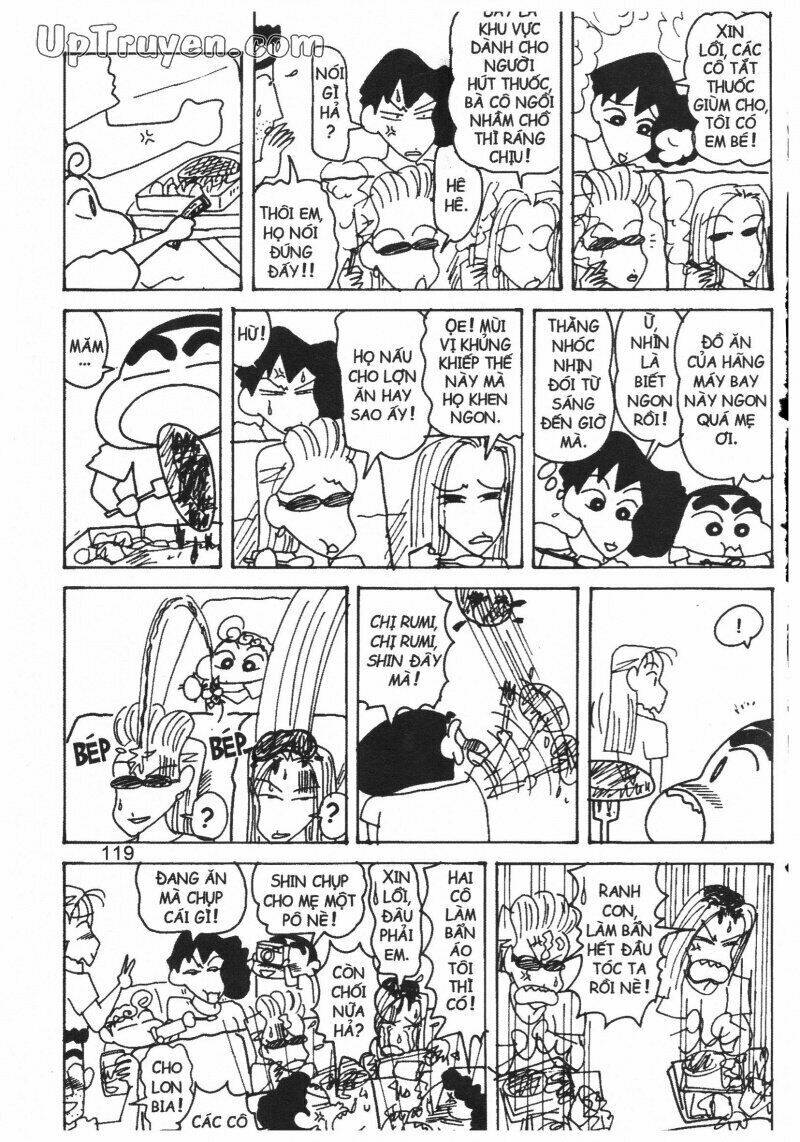 UpTruyen.com
XIN
LỖI, CÁC
CÔ TẮT
THUỐC
GIÙM CHO,
TÔI CÓ
EM BÉ!
ĐÂY LÀ
KHU VỰC
DÀNH CHO
NGƯỜI
HÚT THUỐC,
BÀ CÔ NGỒI
NHẦM CHỖ
THÌ RÁNG
CHỊU!
HÊ
HÊ.
NÓI
GÌ HẢ
?
THÔI EM,
HỌ NÓI
ĐÚNG
ĐẤY!!
ĐỒ ĂN
CỦA HÃNG
MÁY BAY
NÀY NGON
QUÁ MẸ
ƠI.
Ừ,
NHÌN
LÀ
BIẾT
NGON
RỒI!
THẰNG
NHÓC
NHỊN
ĐÓI TỪ
SÁNG
ĐẾN GIỜ
MÀ.
ỌE! MÙI
VỊ KHỦNG
KHIẾP THẾ
NÀY MÀ
HỌ KHEN
NGON.
HỌ NẤU
CHO LỢN
ĂN HAY
SAO ẤY!
HỪ!
MĂM
...
!
CHỊ RUMI,
CHỊ RUMI,
SHIN ĐÂY
MÀ!
BÉP
BÉP
?
?
119
RANH
CON,
LÀM BẨN
HẾT ĐẦU
TÓC TA
RỒI NÈ!
HAI
CÔ
LÀM BẨN
ÁO
TÔI
THÌ
CÓ!
XIN
LỖI,
ĐÂU
PHẢI
EM.
CÒN
CHỐI
NỮA
HẢ?
SHIN CHỤP
CHO MẸ MỘT
PÔ NÈ!
ĐANG ĂN
MÀ CHỤP
CÁI GÌ!
CHO
LON
BIA!
CÁC CÔ